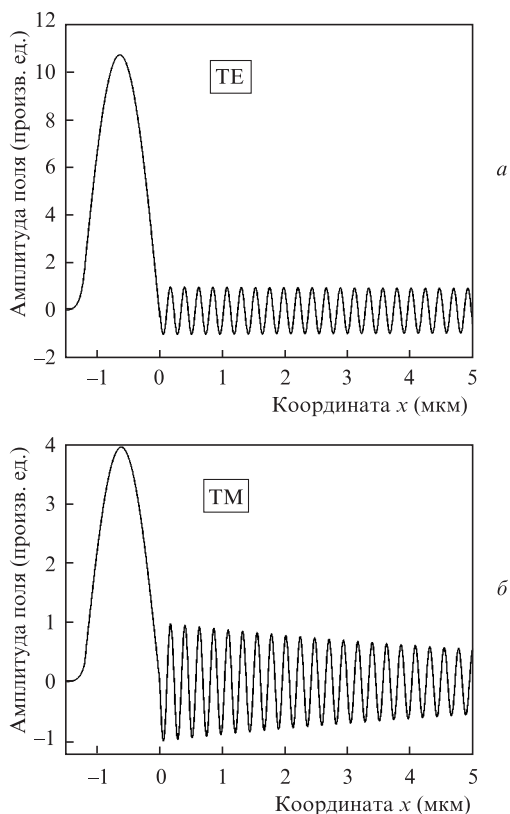 12
10
8
6
4
2
0
–2
Амплитуда поля (произв. ед.)
TE
а
–1 0 1 2 3 4 5
Координата x (мкм)
4
3
2
1
0
–1
Амплитуда поля (произв. ед.)
TM
б
–1 0 1 2 3 4 5
Координата x (мкм)